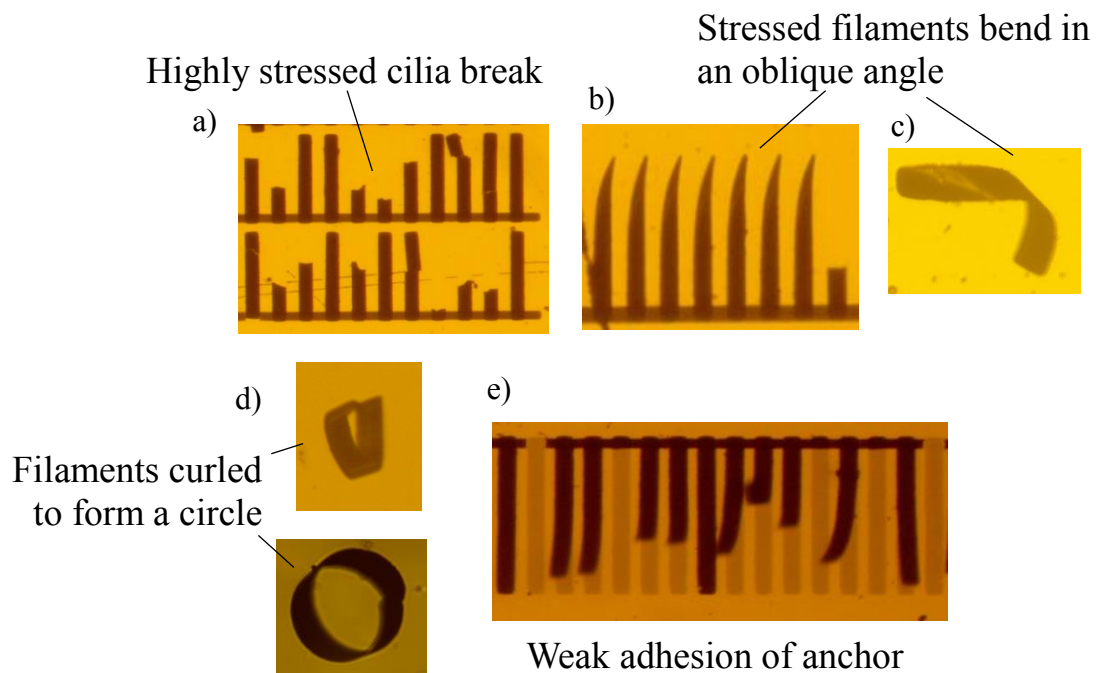 Stressed filaments bend in
an oblique angle
Highly stressed cilia break
a)
b)
c)
d)
e)
Filaments curled
to form a circle
Weak adhesion of anchor